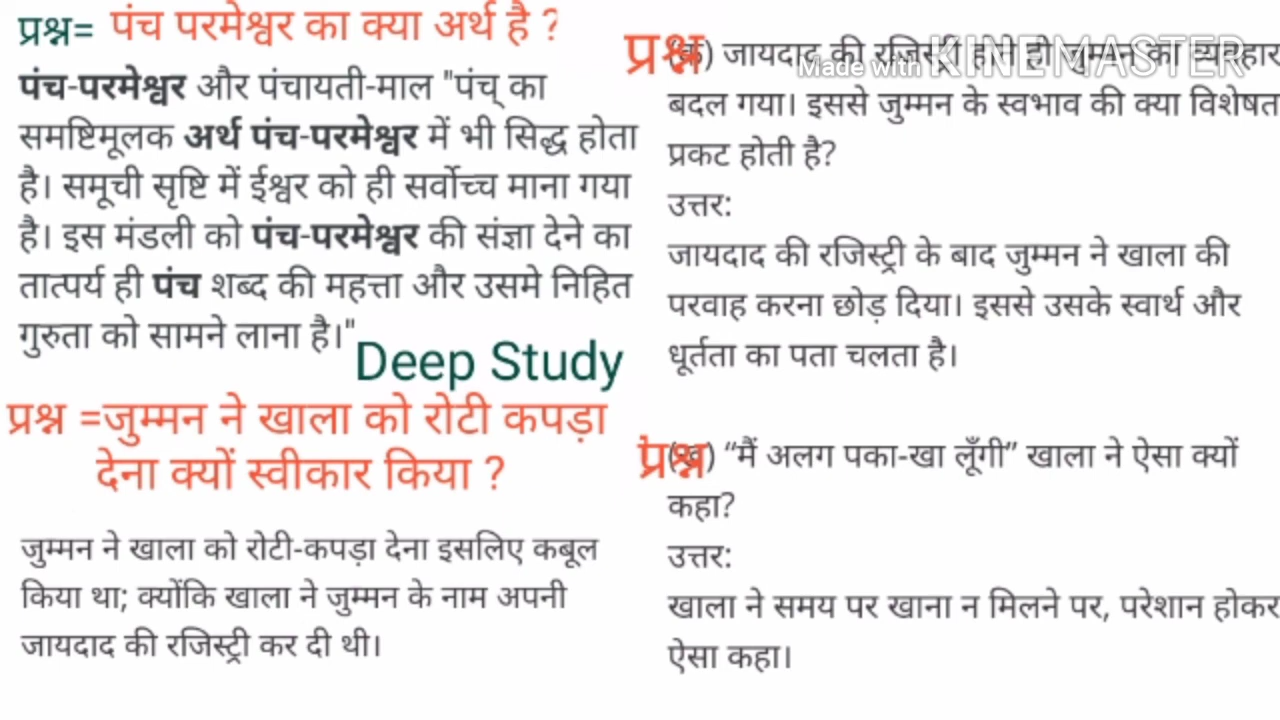 प्रश्न= पंच परमेश्वर का क्या अर्थ है ?
पंच-परमेश्वर और पंचायती-माल "पंच् का
समष्टिमूलक अर्थ पंच-परमेश्वर में भी सिद्ध होता
है। समूची सृष्टि में ईश्वर को ही सर्वोच्च माना गया
है। इस मंडली को पंच-परमेश्वर की संज्ञा देने का
तात्पर्य ही पंच शब्द की महत्ता और उसमे निहित
गुरुता को सामने लाना है।"
Deep Study
प्रश्न =जुम्मन ने खाला को रोटी कपड़ा
देना क्यों स्वीकार किया ?
जुम्मन ने खाला को रोटी-कपड़ा देना इसलिए कबूल
किया था; क्योंकि खाला ने जुम्मन के नाम अपनी
जायदाद की रजिस्ट्री कर दी थी।
प्रश्न) जायदाद की रजिस्ट्री होते ही जुम्मन का व्यवहार
Made with KINEMASTER
बदल गया। इससे जुम्मन के स्वभाव की क्या विशेषत
प्रकट होती है?
उत्तर:
जायदाद की रजिस्ट्री के बाद जुम्मन ने खाला की
परवाह करना छोड़ दिया। इससे उसके स्वार्थ और
धूर्तता का पता चलता है।
प्रश्न) “मैं अलग पका-खा लूँगी” खाला ने ऐसा क्यों
कहा?
उत्तर:
खाला ने समय पर खाना न मिलने पर, परेशान होकर
ऐसा कहा।